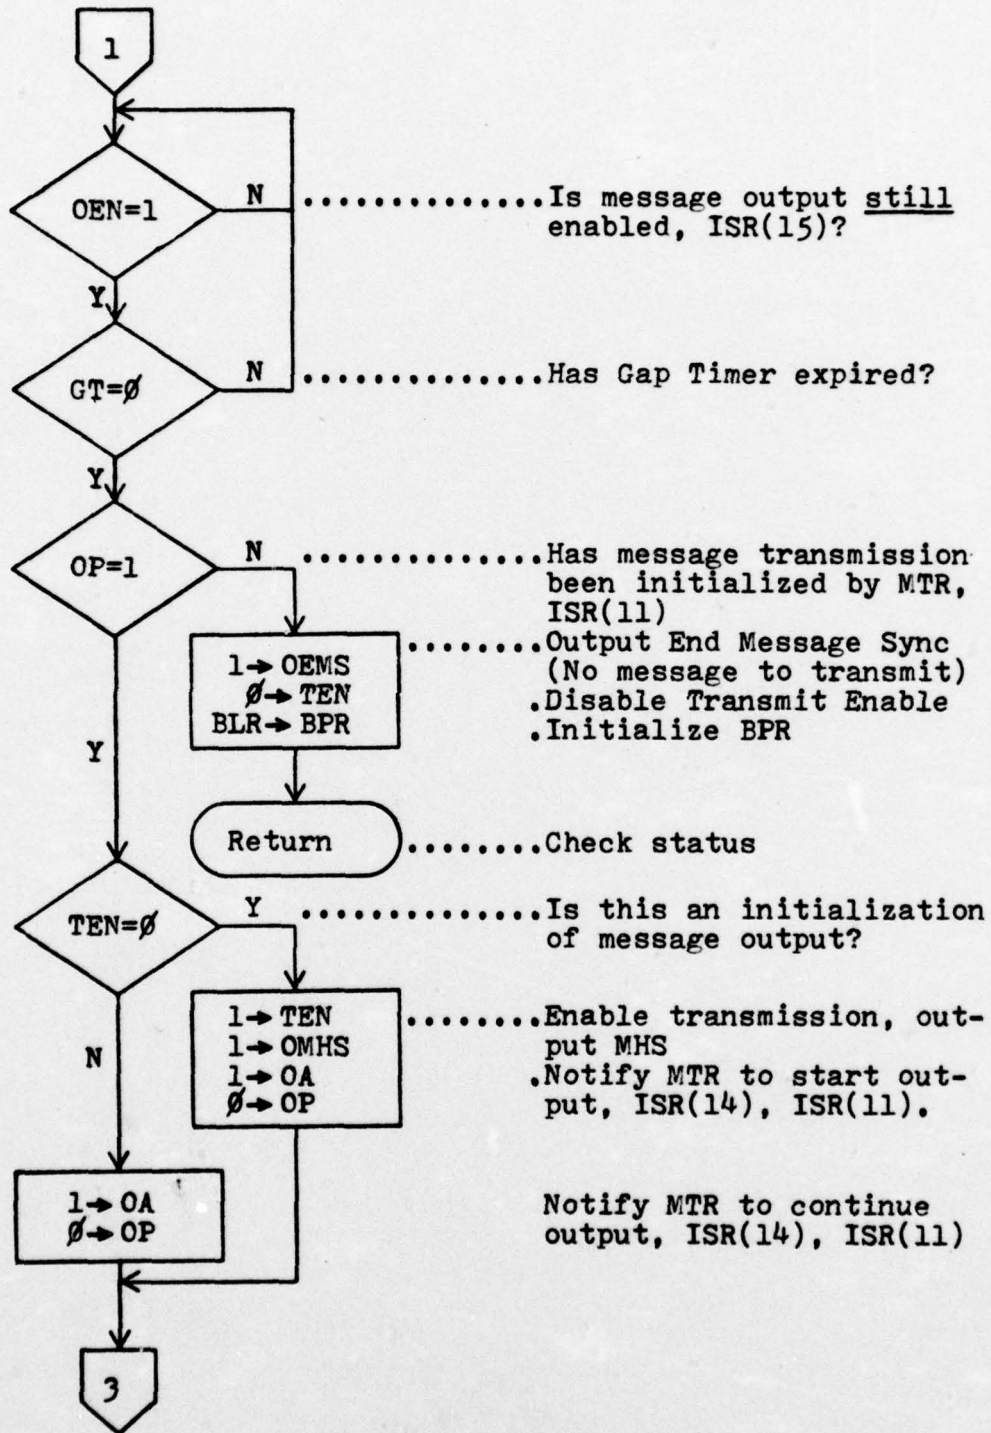 1
OEN=1 N ..............Is message output still
enabled, ISR(15)?
Y
GT=Ø N ..............Has Gap Timer expired?
Y
OP=1 N ..............Has message transmission
been initialized by MTR,
ISR(11)
1→ OEMS ........Output End Message Sync
(No message to transmit)
Ø→ TEN .Disable Transmit Enable
BLR→ BPR .Initialize BPR
Y
Return ........Check status
TEN=Ø Y ..............Is this an initialization
of message output?
1→ TEN ........Enable transmission, out-
1→ OMHS put MHS
1→ OA .Notify MTR to start out-
Ø→ OP put, ISR(14), ISR(11).
N
1→ OA Notify MTR to continue
Ø→ OP output, ISR(14), ISR(11)
3